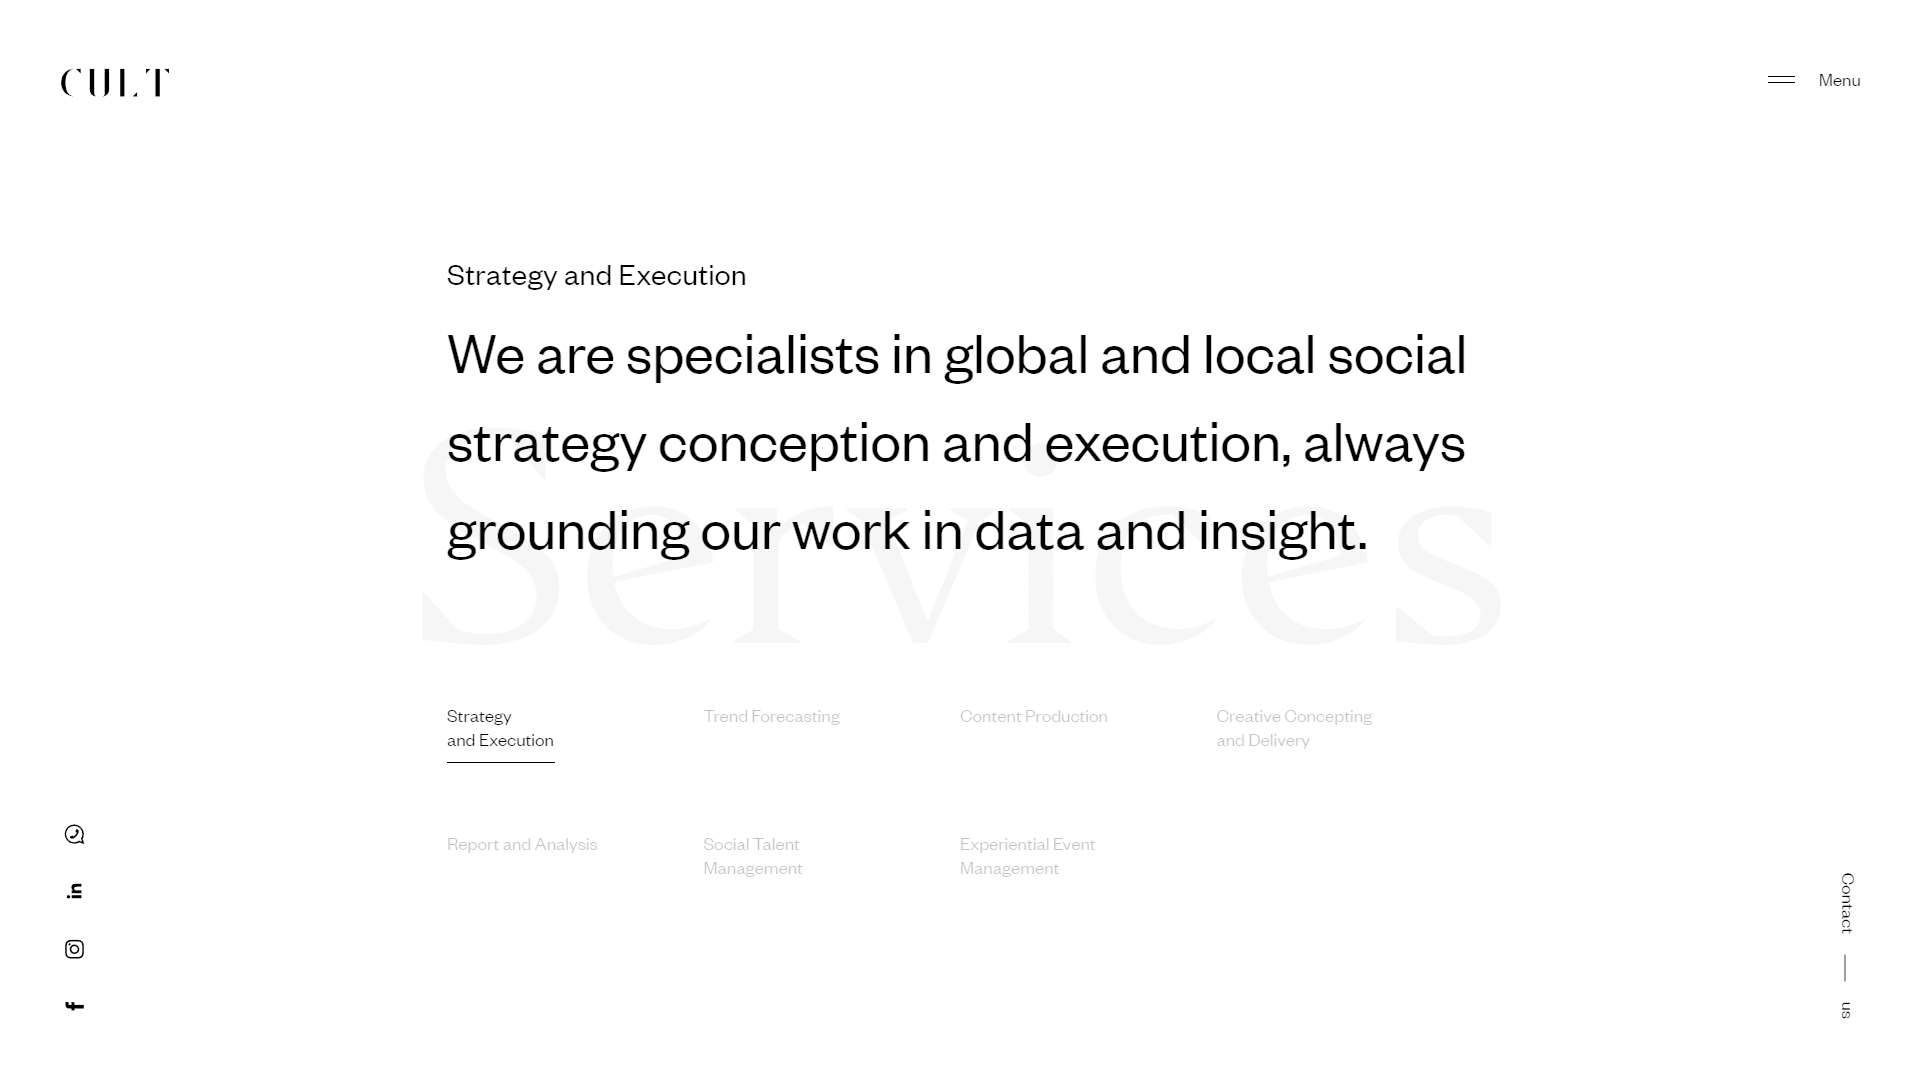 CULT
Menu
Strategy and Execution
We are specialists in global and local social
strategy conception and execution, always
grounding our work in data and insight.
Services
Strategy
and Execution
Trend Forecasting
Content Production
Creative Concepting
and Delivery
Report and Analysis
Social Talent
Management
Experiential Event
Management
in
f
Contact — us